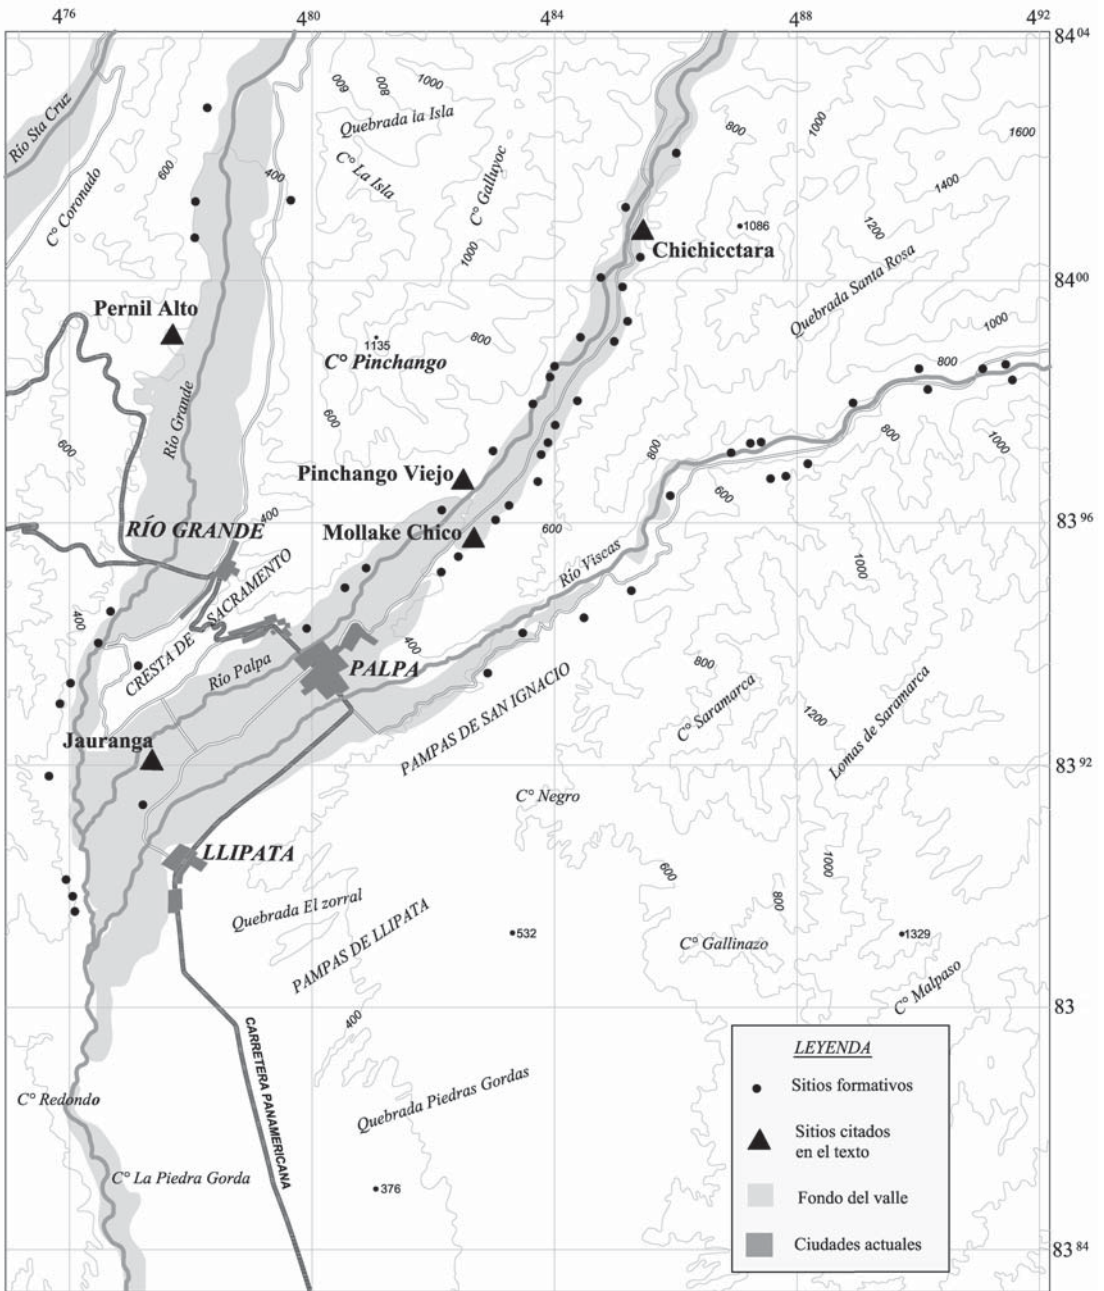 476 480 484 488 492
8404
Río Sta Cruz
C° Coronado
600
400
600
800
1000
Quebrada la Isla
C° La Isla
C° Galluyoc
1000
800
1000
1600
1400
1200
1086
Chichicctara
Quebrada Santa Rosa
8400
Pernil Alto
1135
C° Pinchango
800
1000
800
Río Grande
600
600
800
800
1000
Pinchango Viejo
600
400
RÍO GRANDE
Mollake Chico
600
8396
CRESTA DE SACRAMENTO
Río Viscas
1000
400
400
Río Palpa
PALPA
800
PAMPAS DE SAN IGNACIO
C° Saramarca
1200
Lomas de Saramarca
Jauranga
8392
C° Negro
LLIPATA
600
1000
800
Quebrada El zorral
PAMPAS DE LLIPATA
532
C° Gallinazo
1329
C° Malpaso
83
400
CARRETERA PANAMERICANA
C° Redondo
Quebrada Piedras Gordas
C° La Piedra Gorda
376
LEYENDA
Sitios formativos
Sitios citados
en el texto
Fondo del valle
Ciudades actuales
8384